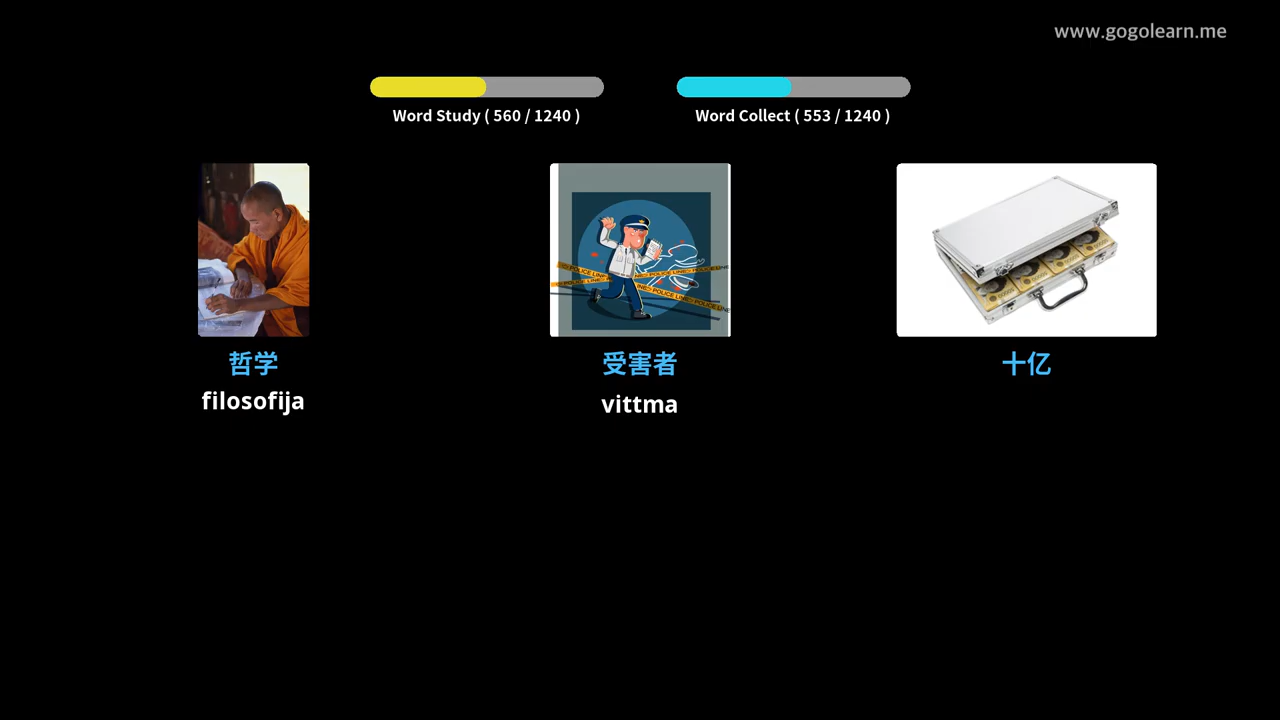 www.gogolearn.me
Word Study ( 560 / 1240 )
Word Collect ( 553 / 1240 )
哲学
filosofija
受害者
vittma
十亿